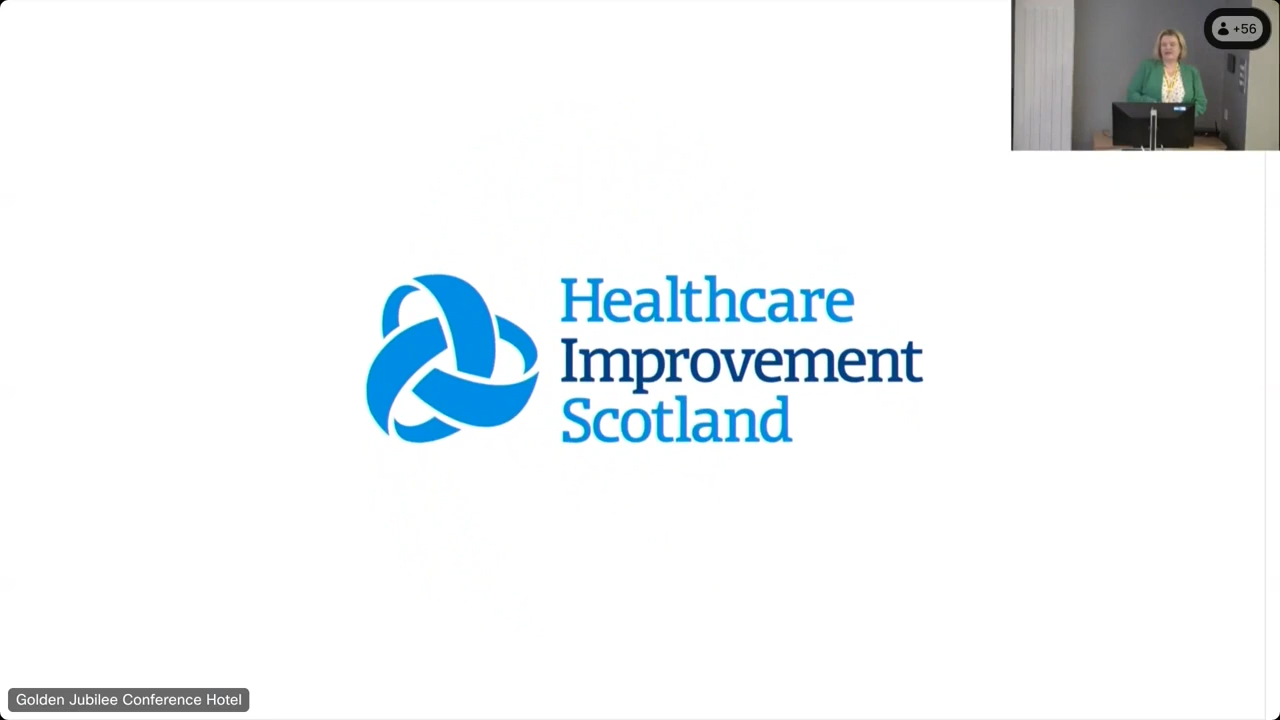 +56
Healthcare
Improvement
Scotland
Golden Jubilee Conference Hotel